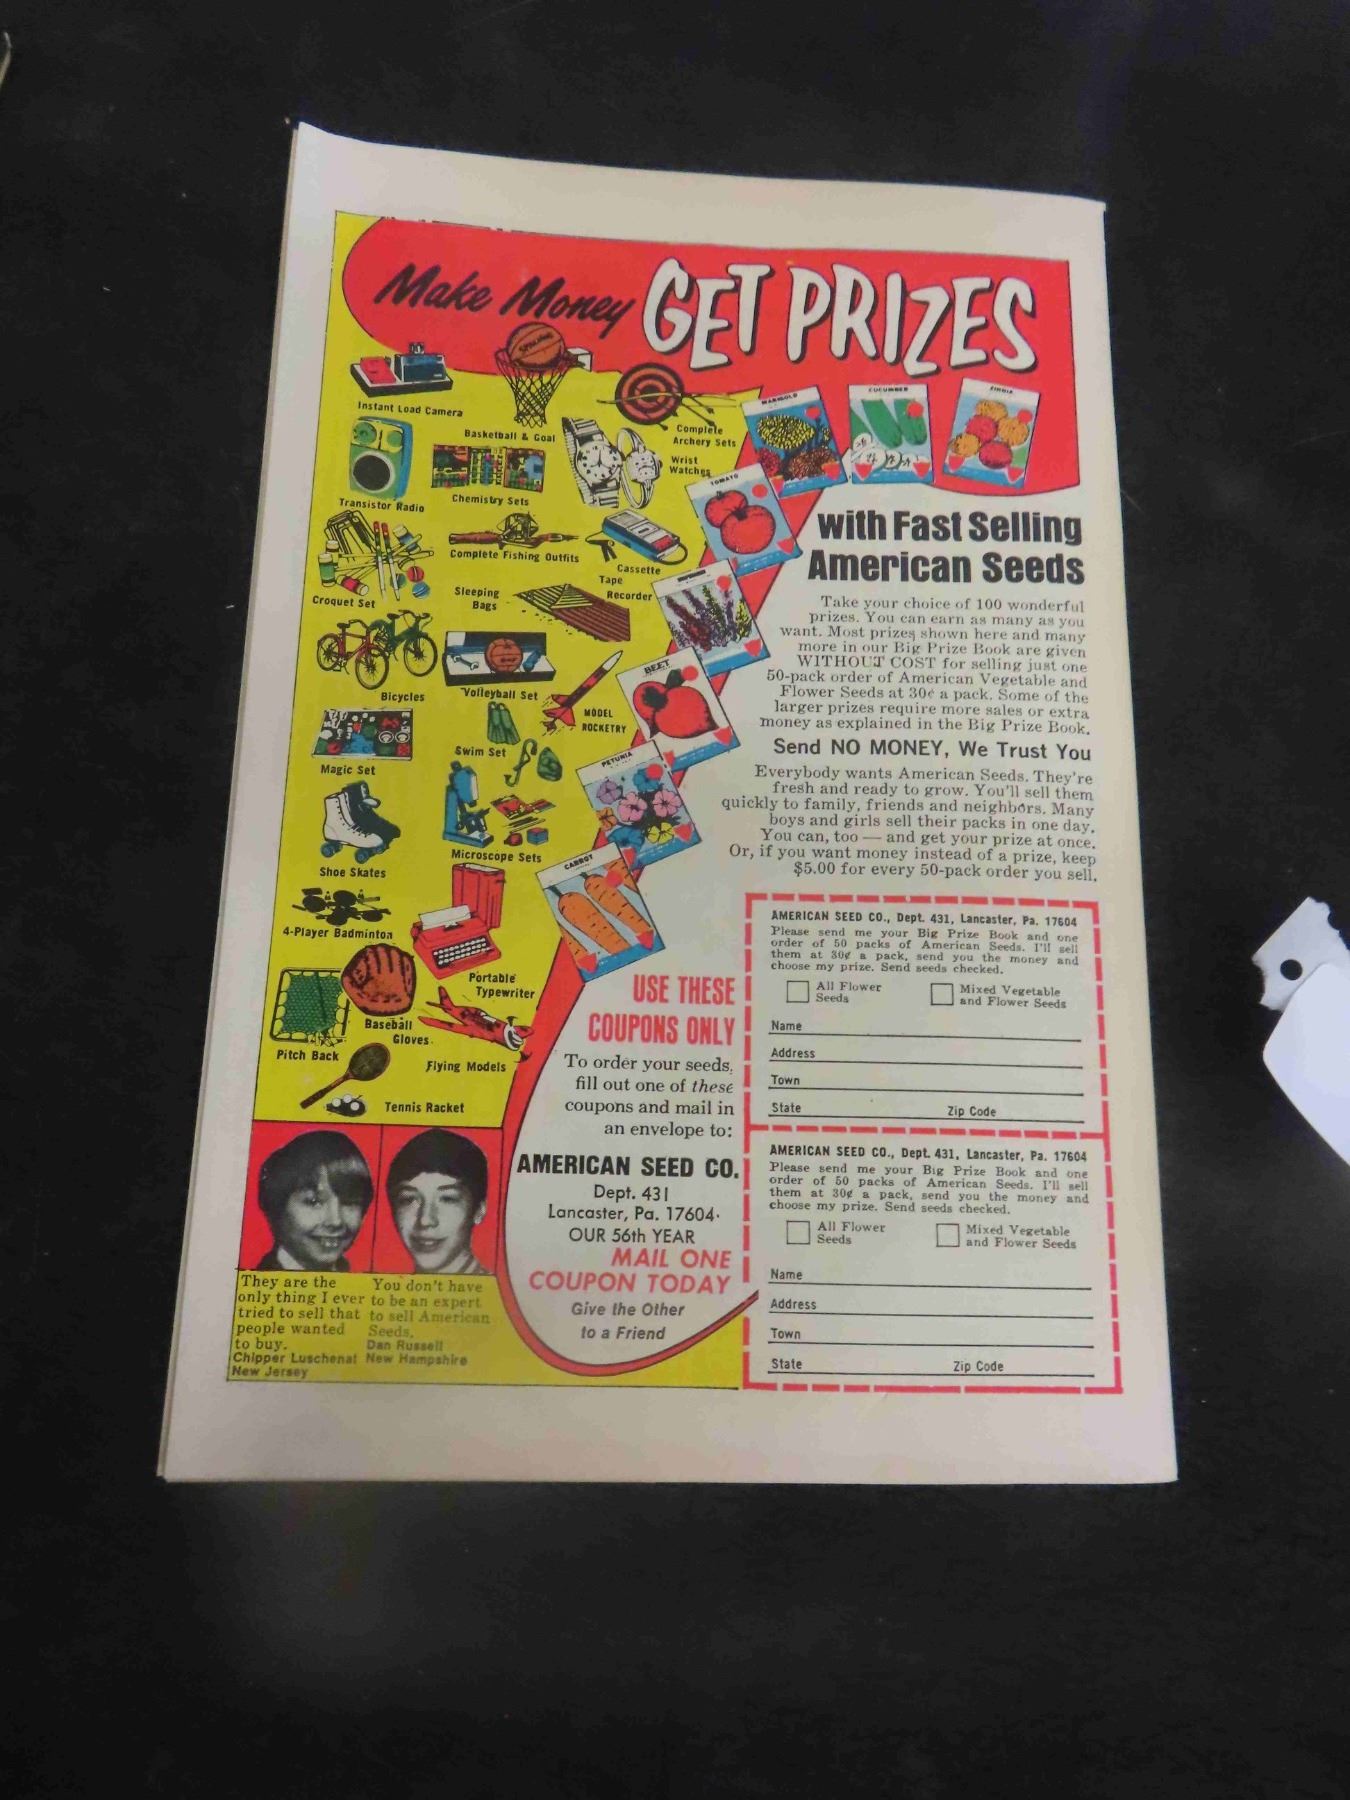 Make Money GET PRIZES
Instant Load Camera
SPALDING
Basketball & Goal
Complete
Archery Sets
Wrist
Watches
Transistor Radio
Chemistry Sets
Complete Fishing Outfits
Cassette
Tape
Recorder
Croquet Set
Sleeping
Bags
Bicycles
Volleyball Set
MODEL
ROCKETRY
Magic Set
Swim Set
Shoe Skates
Microscope Sets
4-Player Badminton
Portable
Typewriter
Pitch Back
Baseball
Gloves
Flying Models
Tennis Racket
MARIGOLD
CUCUMBER
ZINNIA
TOMATO
BEET
PETUNIA
CARROT
with Fast Selling
American Seeds
Take your choice of 100 wonderful
prizes. You can earn as many as you
want. Most prizes shown here and many
more in our Big Prize Book are given
WITHOUT COST for selling just one
50-pack order of American Vegetable and
Flower Seeds at 30¢ a pack. Some of the
larger prizes require more sales or extra
money as explained in the Big Prize Book.
Send NO MONEY, We Trust You
Everybody wants American Seeds. They're
fresh and ready to grow. You'll sell them
quickly to family, friends and neighbors. Many
boys and girls sell their packs in one day.
You can, too — and get your prize at once.
Or, if you want money instead of a prize, keep
$5.00 for every 50-pack order you sell.
USE THESE
COUPONS ONLY
To order your seeds,
fill out one of these
coupons and mail in
an envelope to:
AMERICAN SEED CO.
Dept. 431
Lancaster, Pa. 17604
OUR 56th YEAR
MAIL ONE
COUPON TODAY
Give the Other
to a Friend
They are the
only thing I ever
tried to sell that
people wanted
to buy.
Chipper Luschenat
New Jersey
You don't have
to be an expert
to sell American
Seeds.
Dan Russell
New Hampshire
AMERICAN SEED CO., Dept. 431, Lancaster, Pa. 17604
Please send me your Big Prize Book and one
order of 50 packs of American Seeds. I'll sell
them at 30¢ a pack, send you the money and
choose my prize. Send seeds checked.
All Flower
Seeds
Mixed Vegetable
and Flower Seeds
Name
Address
Town
State Zip Code
AMERICAN SEED CO., Dept. 431, Lancaster, Pa. 17604
Please send me your Big Prize Book and one
order of 50 packs of American Seeds. I'll sell
them at 30¢ a pack, send you the money and
choose my prize. Send seeds checked.
All Flower
Seeds
Mixed Vegetable
and Flower Seeds
Name
Address
Town
State Zip Code